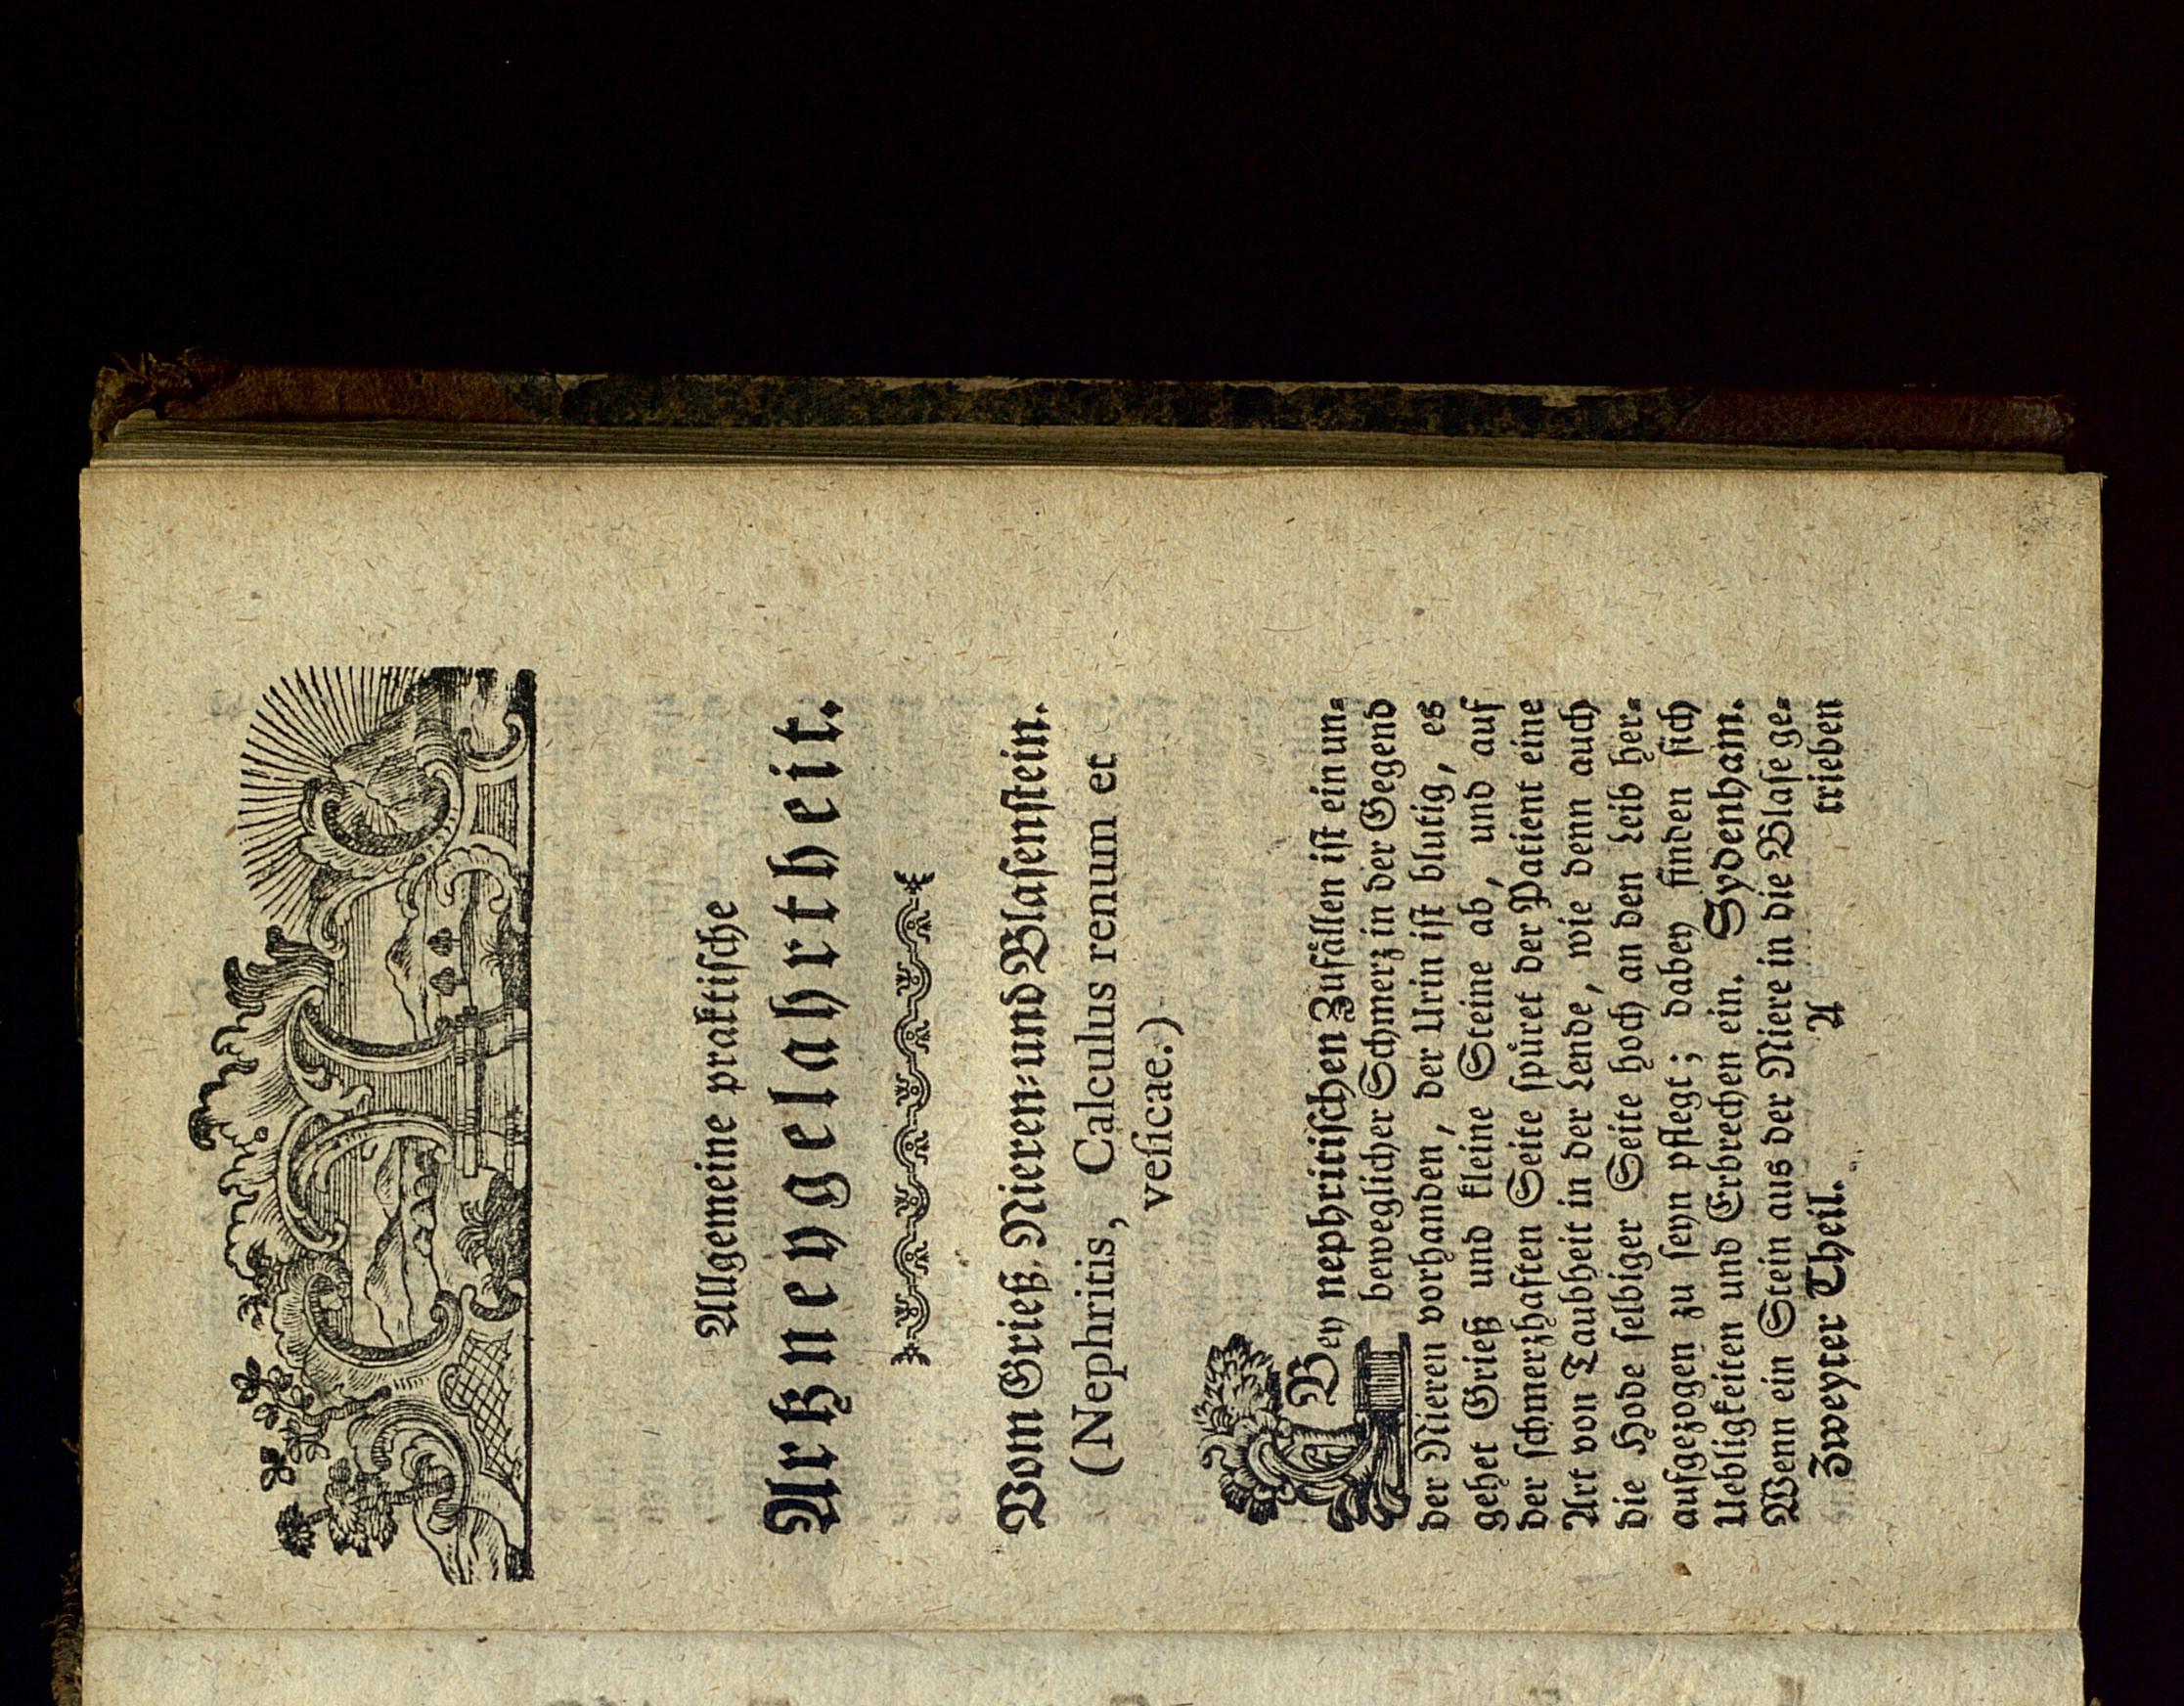 Allgemeine praktische
Artzneygelahrtheit.
Vom Grieß, Nieren- und Blasenstein.
(Nephritis, Calculus renum et
vesicae.)
Bey nephritischen Zufällen ist ein un-
beweglicher Schmerz in der Gegend
der Nieren vorhanden, der Urin ist blutig, es
gehet Grieß und kleine Steine ab, und auf
der schmerzhaften Seite spüret der Patient eine
Art von Taubheit in der Lende, wie denn auch
die Hode selbiger Seite hoch an den Leib her-
aufgezogen zu seyn pflegt; dabey finden sich
Uebligkeiten und Erbrechen ein. Sydenham.
Wenn ein Stein aus der Niere in die Blase ge-
Zweyter Theil. A trieben